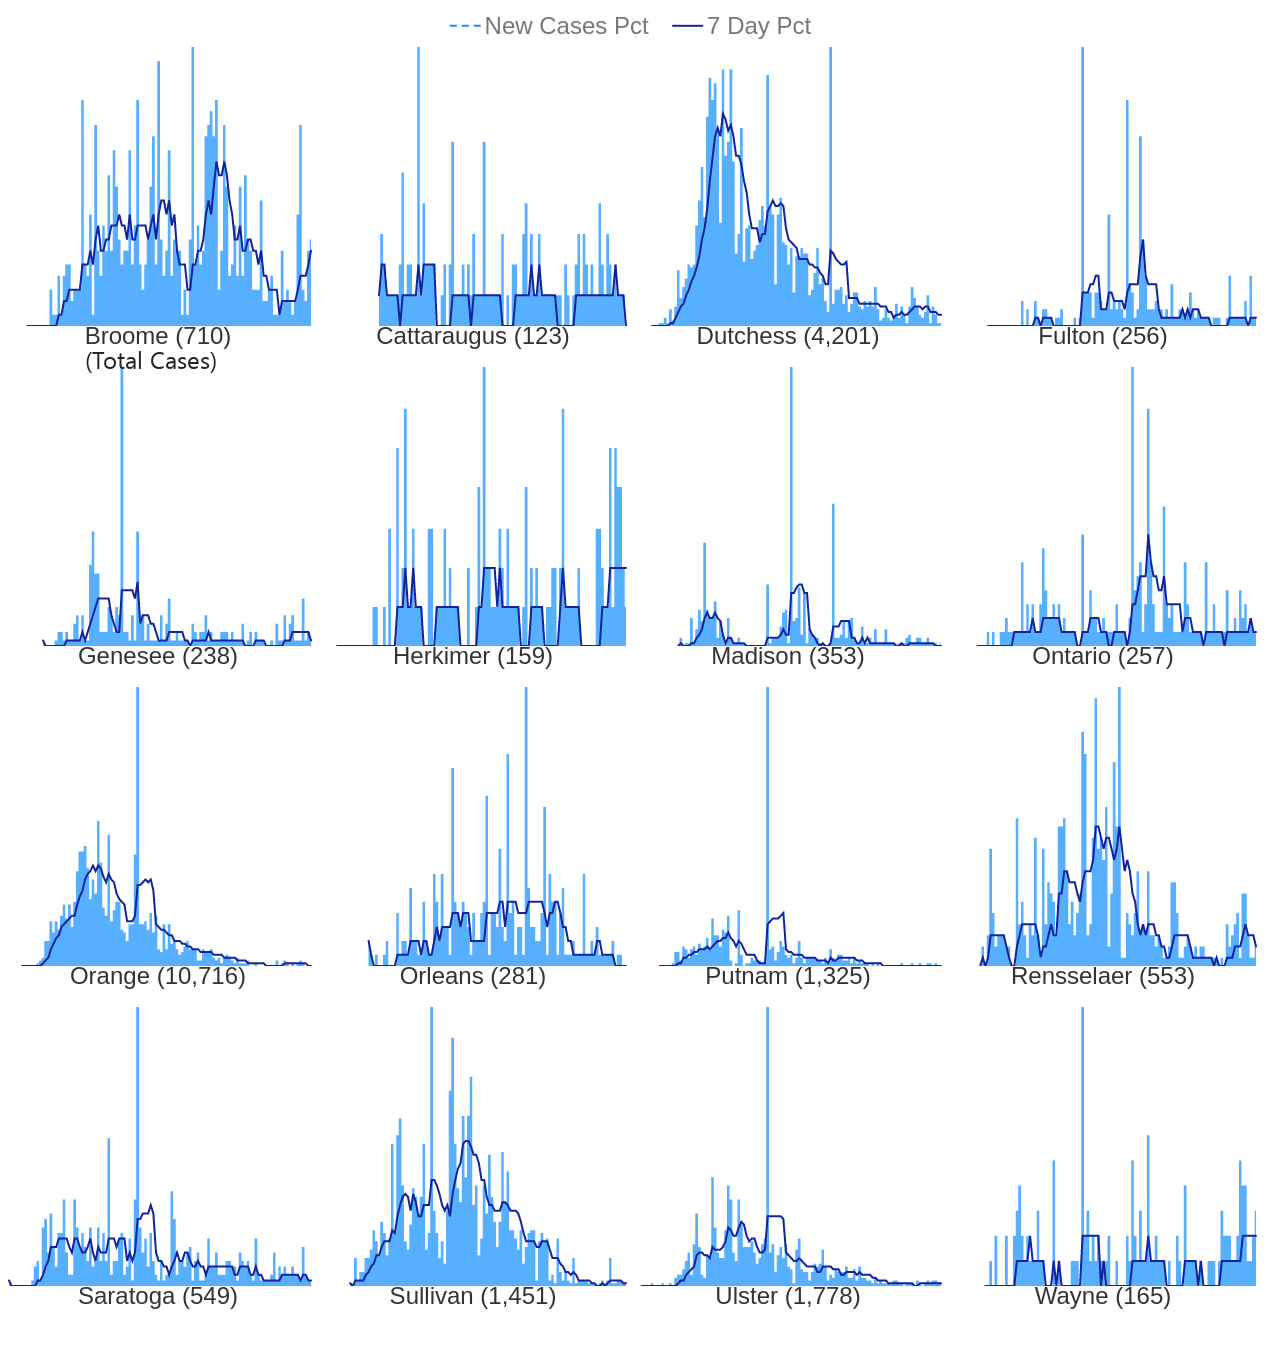 New Cases Pct 7 Day Pct
Broome (710) Cattaraugus (123) Dutchess (4,201) Fulton (256)
(Total Cases)
Genesee (238) Herkimer (159) Madison (353) Ontario (257)
Orange (10,716) Orleans (281) Putnam (1,325) Rensselaer (553)
Saratoga (549) Sullivan (1,451) Ulster (1,778) Wayne (165)